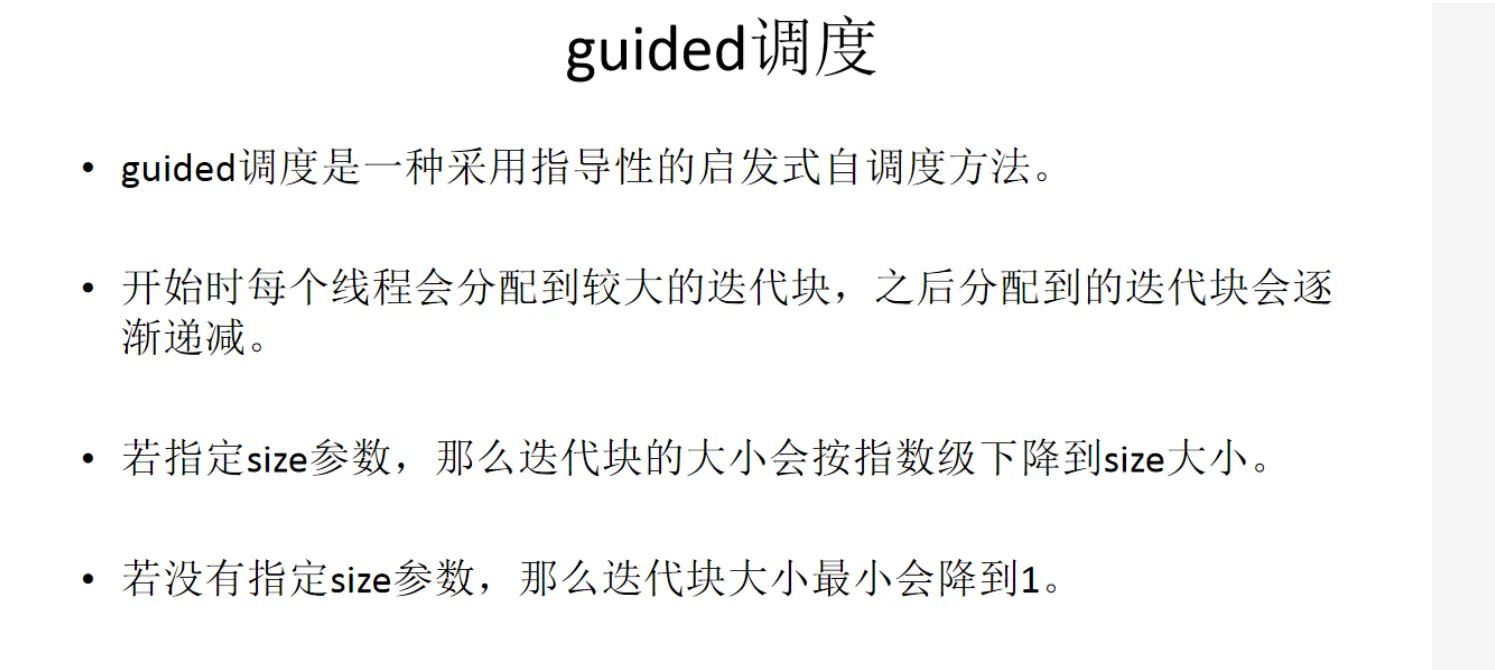 guided调度
• guided调度是一种采用指导性的启发式自调度方法。
• 开始时每个线程会分配到较大的迭代块，之后分配到的迭代块会逐
渐递减。
• 若指定size参数，那么迭代块的大小会按指数级下降到size大小。
• 若没有指定size参数，那么迭代块大小最小会降到1。